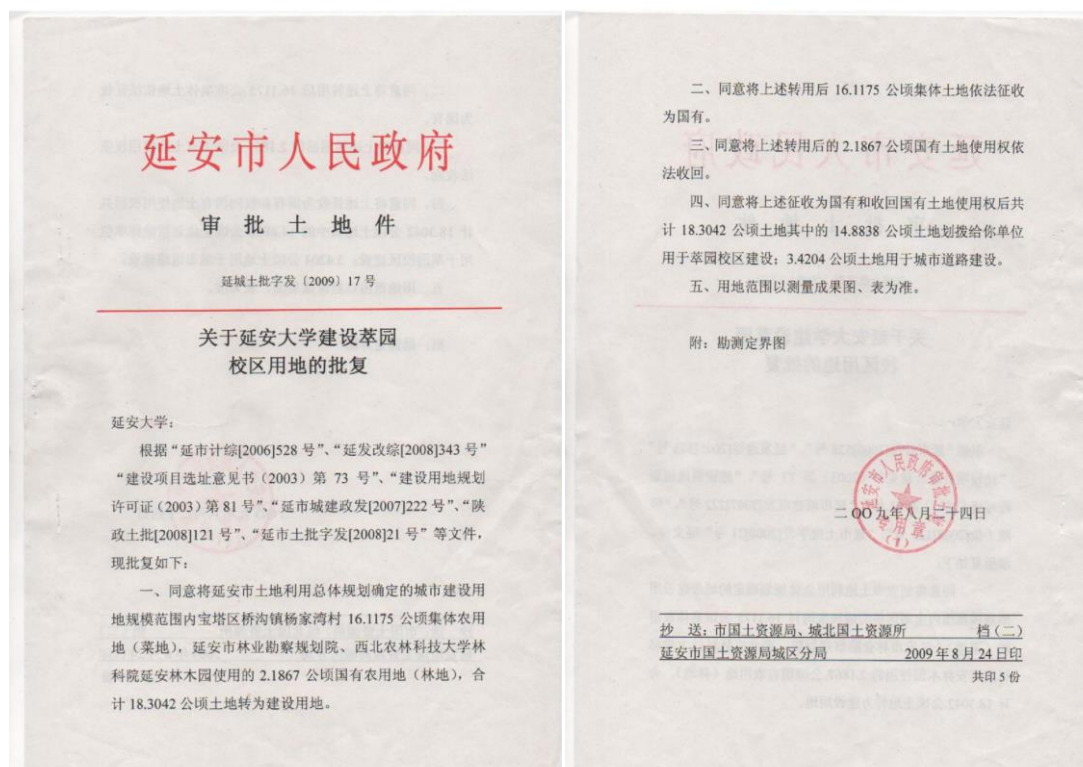 延安市人民政府
审批土地件
延城土批字发〔2009〕17号
关于延安大学建设萃园
校区用地的批复
延安大学：
根据“延市计综[2006]528号”、“延发改综[2008]343号”
“建设项目选址意见书（2003）第73号”、“建设用地规划
许可证（2003）第81号”、“延市城建政发[2007]222号”、“陕
政土批[2008]121号”、“延市土批字发[2008]21号”等文件，
现批复如下：
一、同意将延安市土地利用总体规划确定的城市建设用
地规模范围内宝塔区桥沟镇杨家湾村16.1175公顷集体农用
地（菜地），延安市林业勘察规划院、西北农林科技大学林
科院延安林木园使用的2.1867公顷国有农用地（林地），合
计18.3042公顷土地转为建设用地。
二、同意将上述转用后16.1175公顷集体土地依法征收
为国有。
三、同意将上述转用后的2.1867公顷国有土地使用权依
法收回。
四、同意将上述征收为国有和收回国有土地使用权后共
计18.3042公顷土地其中的14.8838公顷土地划拨给你单位
用于萃园校区建设；3.4204公顷土地用于城市道路建设。
五、用地范围以测量成果图、表为准。
附：勘测定界图
延安市人民政府审批土地
专用章
（1）
二〇〇九年八月二十四日
抄 送：市国土资源局、城北国土资源所 档（二）
延安市国土资源局城区分局 2009年8月24日印
共印5份